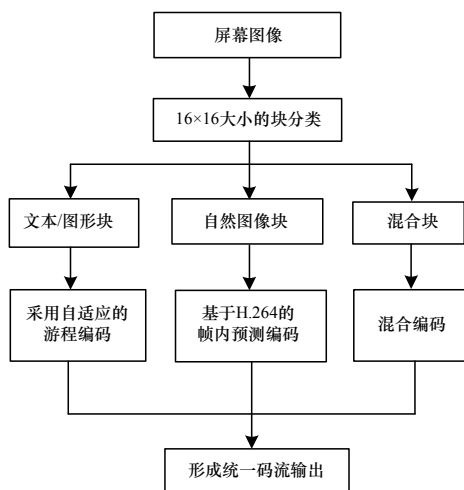 屏幕图像
16×16大小的块分类
文本/图形块
自然图像块
混合块
采用自适应的
游程编码
基于H.264的
帧内预测编码
混合编码
形成统一码流输出